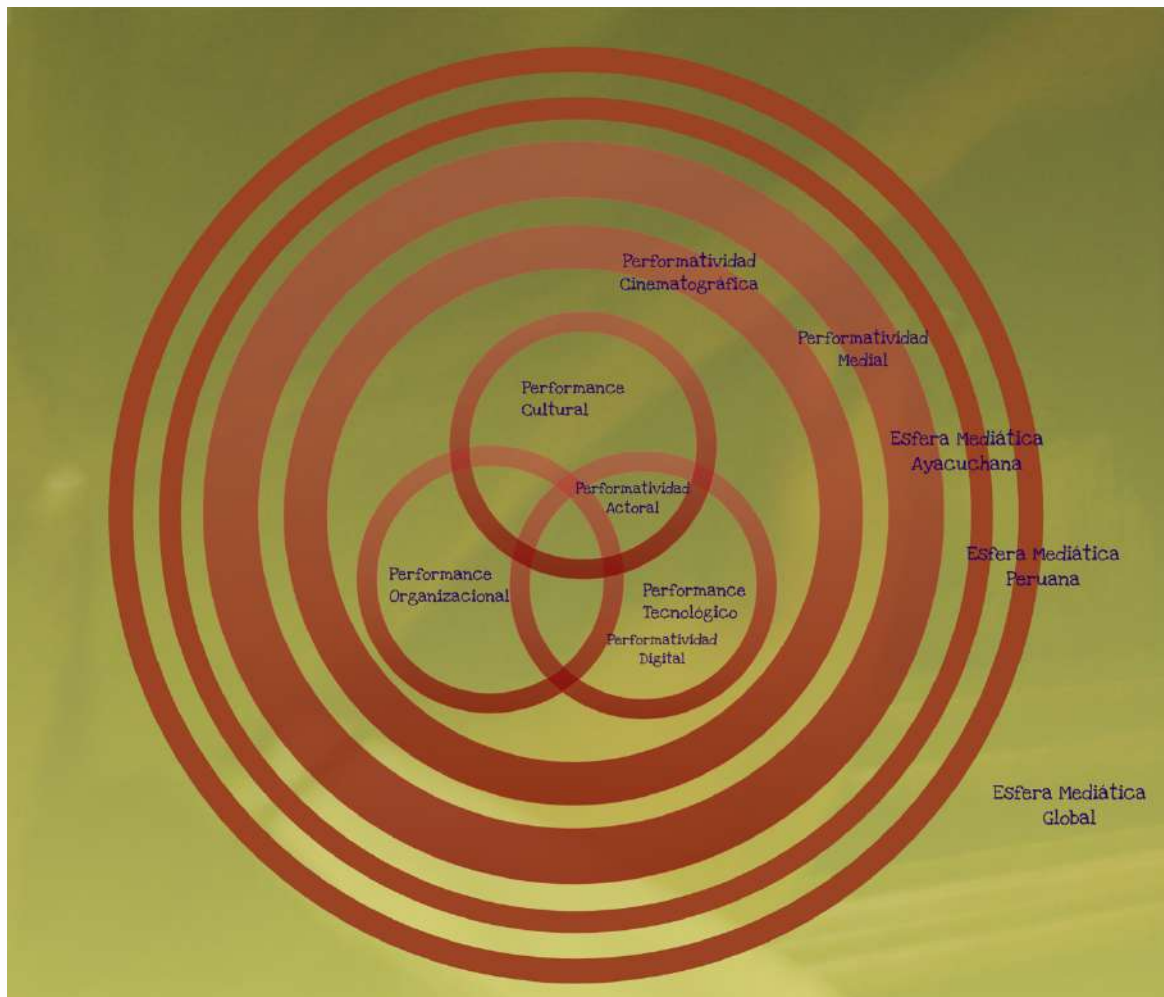 Performatividad
Cinematográfica
Performatividad
Medial
Performance
Cultural
Esfera Mediática
Ayacuchana
Performatividad
Actoral
Esfera Mediática
Peruana
Performance
Organizacional
Performance
Tecnológico
Performatividad
Digital
Esfera Mediática
Global